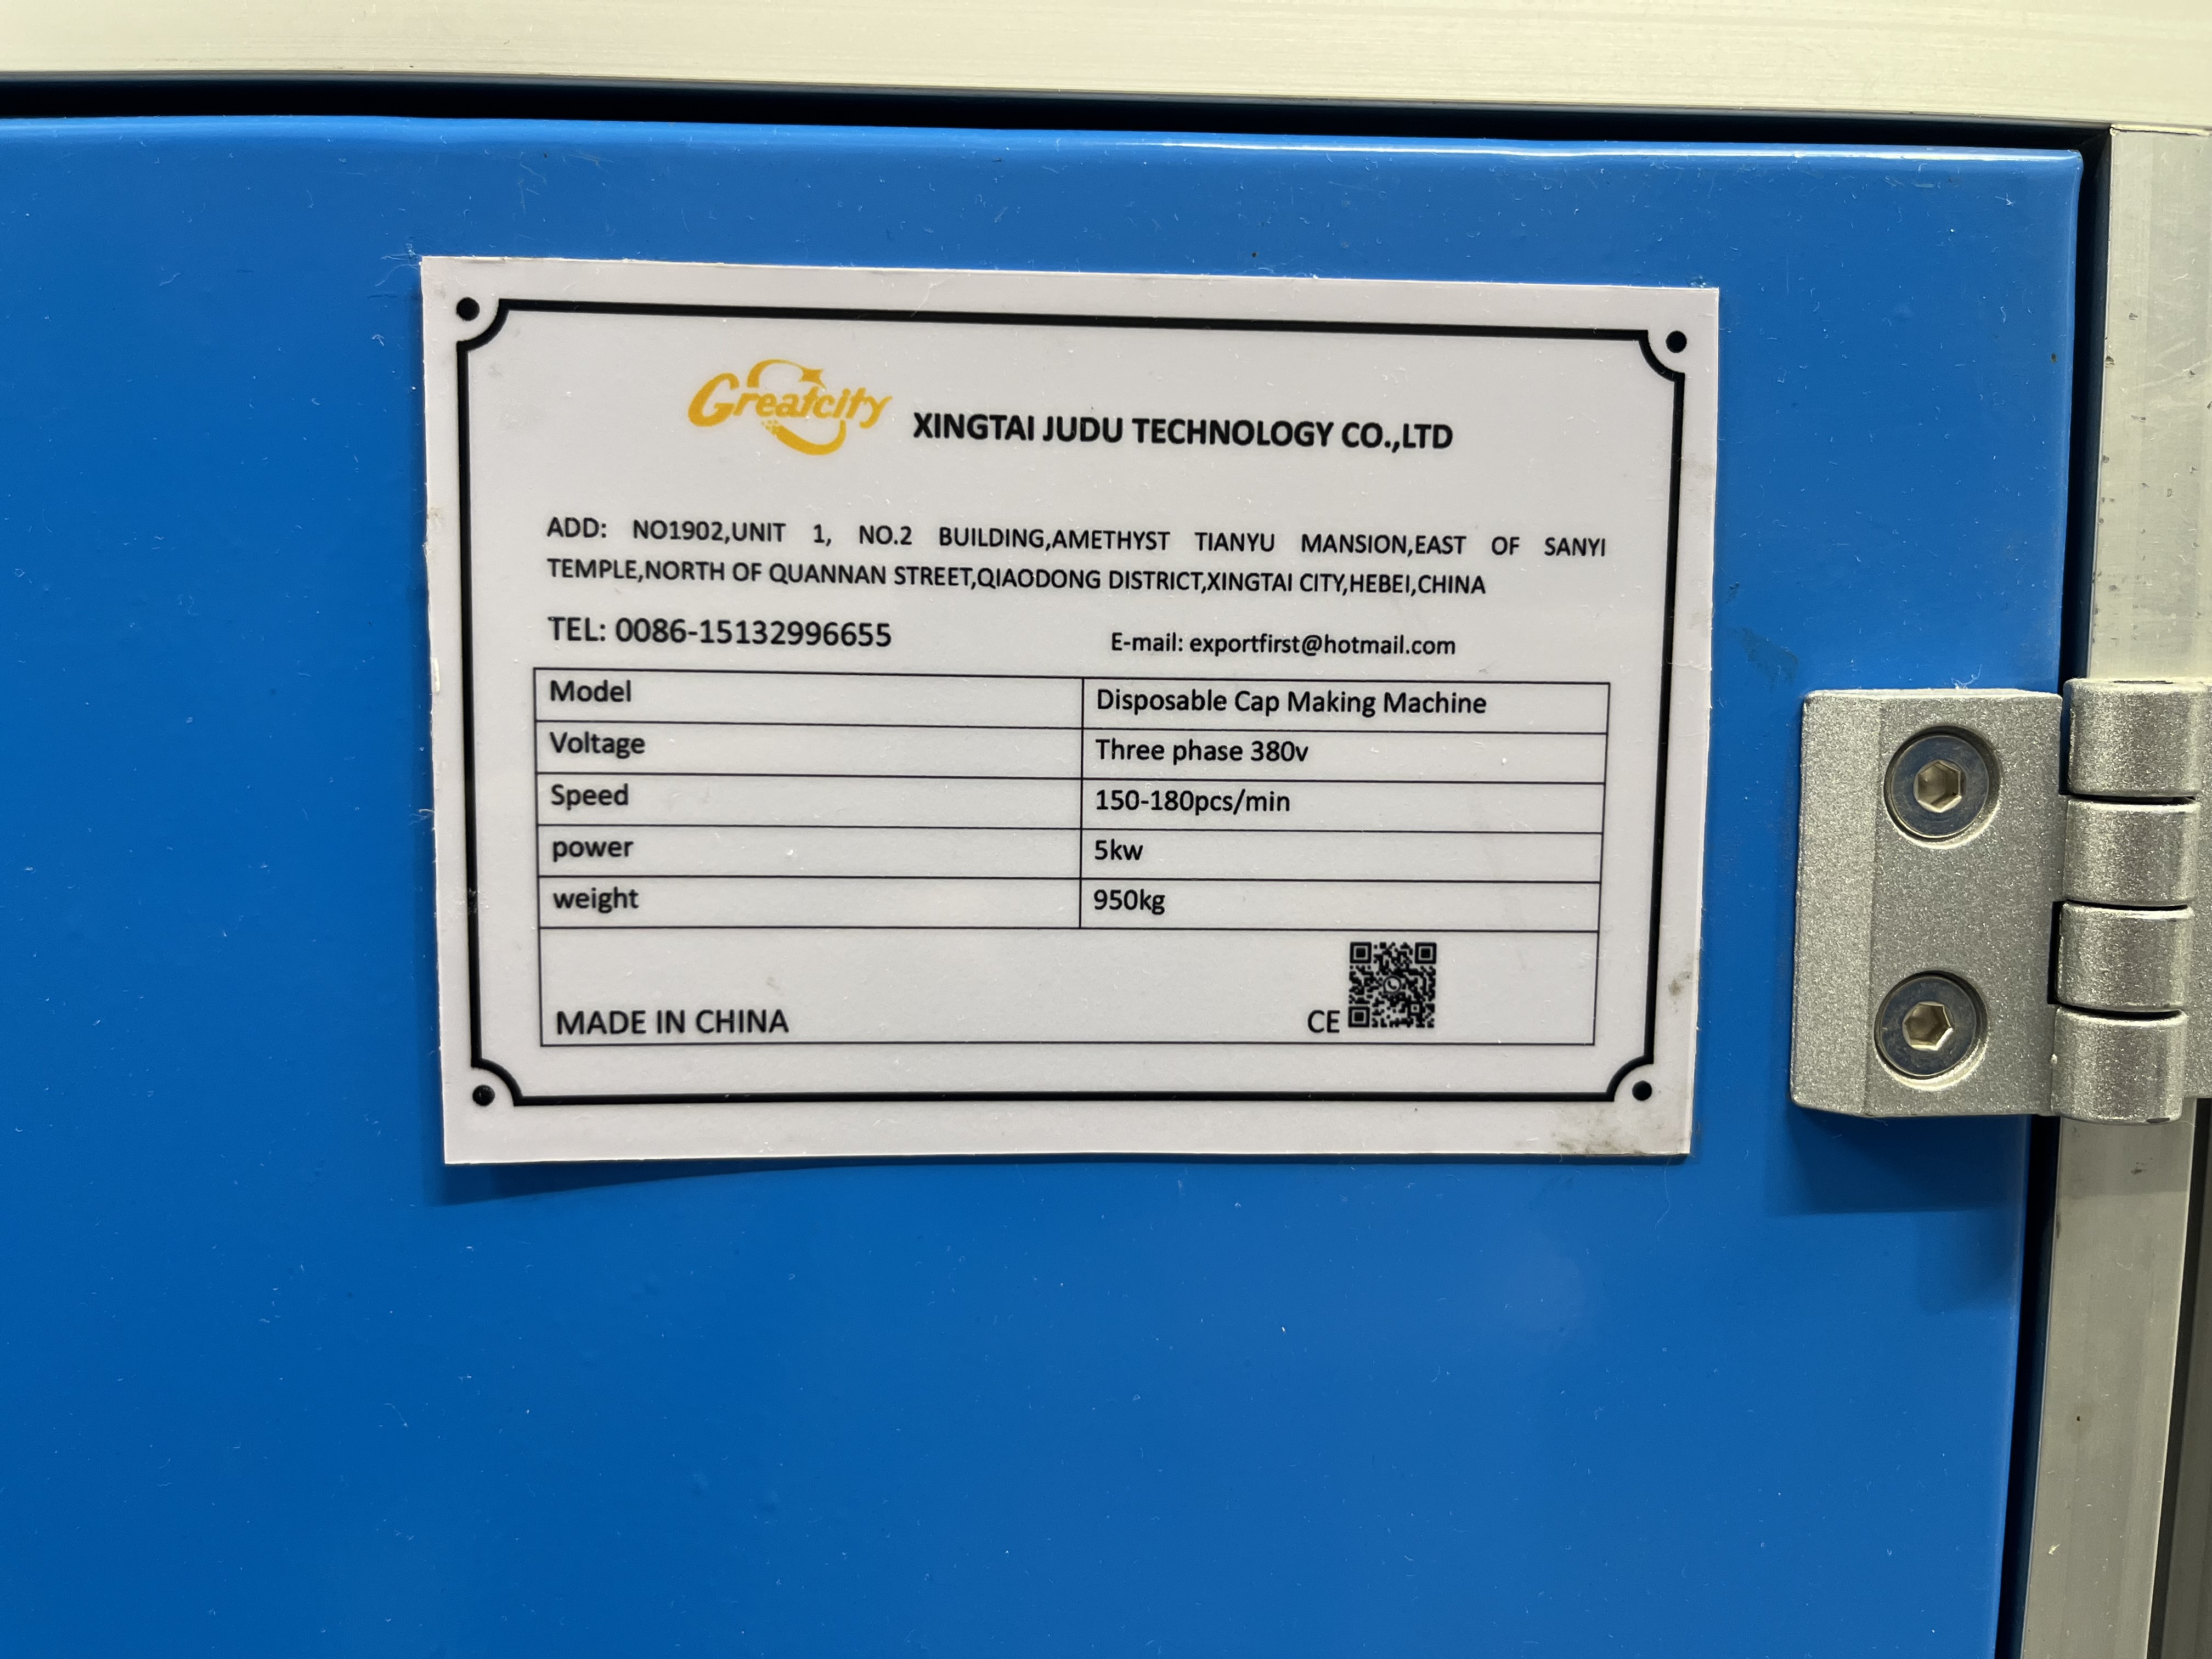 Greatcity XINGTAI JUDU TECHNOLOGY CO.,LTD
ADD: NO1902,UNIT 1, NO.2 BUILDING,AMETHYST TIANYU MANSION,EAST OF SANYI
TEMPLE,NORTH OF QUANNAN STREET,QIAODONG DISTRICT,XINGTAI CITY,HEBEI,CHINA
TEL: 0086-15132996655 E-mail: exportfirst@hotmail.com
Model Disposable Cap Making Machine
Voltage Three phase 380v
Speed 150-180pcs/min
power 5kw
weight 950kg
MADE IN CHINA CE